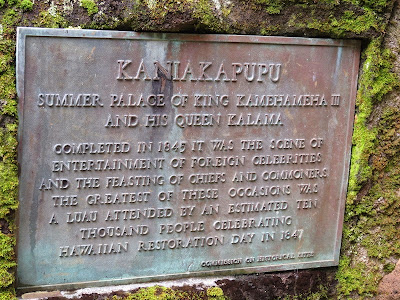 KANIAKAPUPU
SUMMER PALACE OF KING KAMEHAMEHA III
AND HIS QUEEN KALAMA
COMPLETED IN 1845 IT WAS THE SCENE OF
ENTERTAINMENT OF FOREIGN CELEBRITIES
AND THE FEASTING OF CHIEFS AND COMMONERS
THE GREATEST OF THESE OCCASIONS WAS
A LUAU ATTENDED BY AN ESTIMATED TEN
THOUSAND PEOPLE CELEBRATING
HAWAIIAN RESTORATION DAY IN 1847
COMMISSION ON HISTORICAL SITES